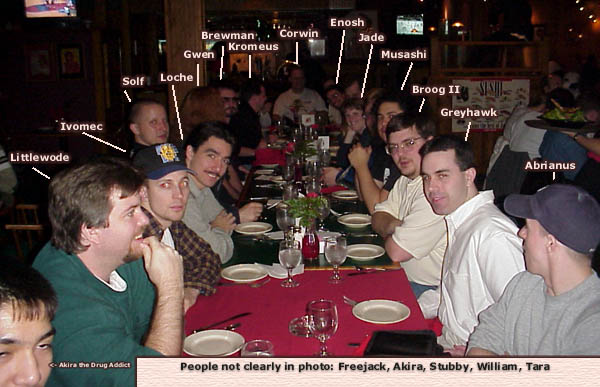 Enosh
Brewman
Corwin
Jade
Kromeus
Gwen
Musashi
Loche
Solf
Broog II
SUSHI
Greyhawk
Ivomec
Littlewode
Abrianus
<- Akira the Drug Addict
People not clearly in photo: Freejack, Akira, Stubby, William, Tara